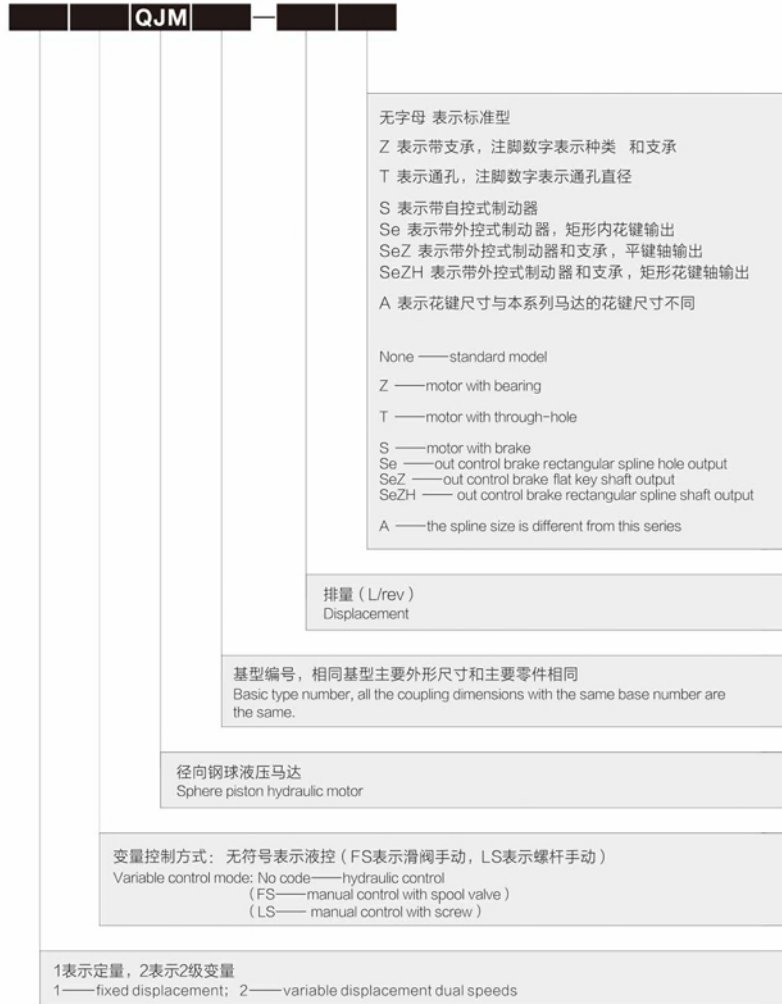 QJM —
无字母 表示标准型
Z 表示带支承，注脚数字表示种类 和支承
T 表示通孔，注脚数字表示通孔直径
S 表示带自控式制动器
Se 表示带外控式制动器，矩形内花键输出
SeZ 表示带外控式制动器和支承，平键轴输出
SeZH 表示带外控式制动器和支承，矩形花键轴输出
A 表示花键尺寸与本系列马达的花键尺寸不同
None ——standard model
Z ——motor with bearing
T ——motor with through-hole
S ——motor with brake
Se ——out control brake rectangular spline hole output
SeZ ——out control brake flat key shaft output
SeZH —— out control brake rectangular spline shaft output
A ——the spline size is different from this series
排量（L/rev）
Displacement
基型编号，相同基型主要外形尺寸和主要零件相同
Basic type number, all the coupling dimensions with the same base number are
the same.
径向钢球液压马达
Sphere piston hydraulic motor
变量控制方式：无符号表示液控（FS表示滑阀手动，LS表示螺杆手动）
Variable control mode: No code——hydraulic control
（FS——manual control with spool valve）
（LS—— manual control with screw）
1表示定量，2表示2级变量
1——fixed displacement; 2——variable displacement dual speeds